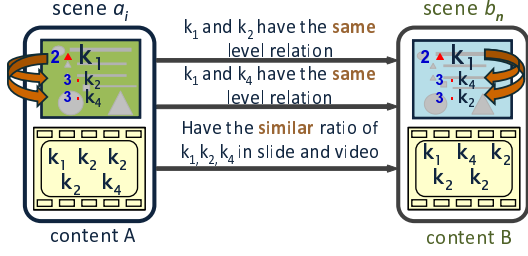 scene aᵢ
scene bₙ
k₁ and k₂ have the same
level relation
k₁ and k₄ have the same
level relation
Have the similar ratio of
k₁,k₂,k₄ in slide and video
2 k₁
3 k₂
3 k₄
k₁ k₂ k₂
k₂ k₄
content A
2 k₁
3 k₄
3 k₂
k₁ k₄ k₂
k₂ k₂
content B